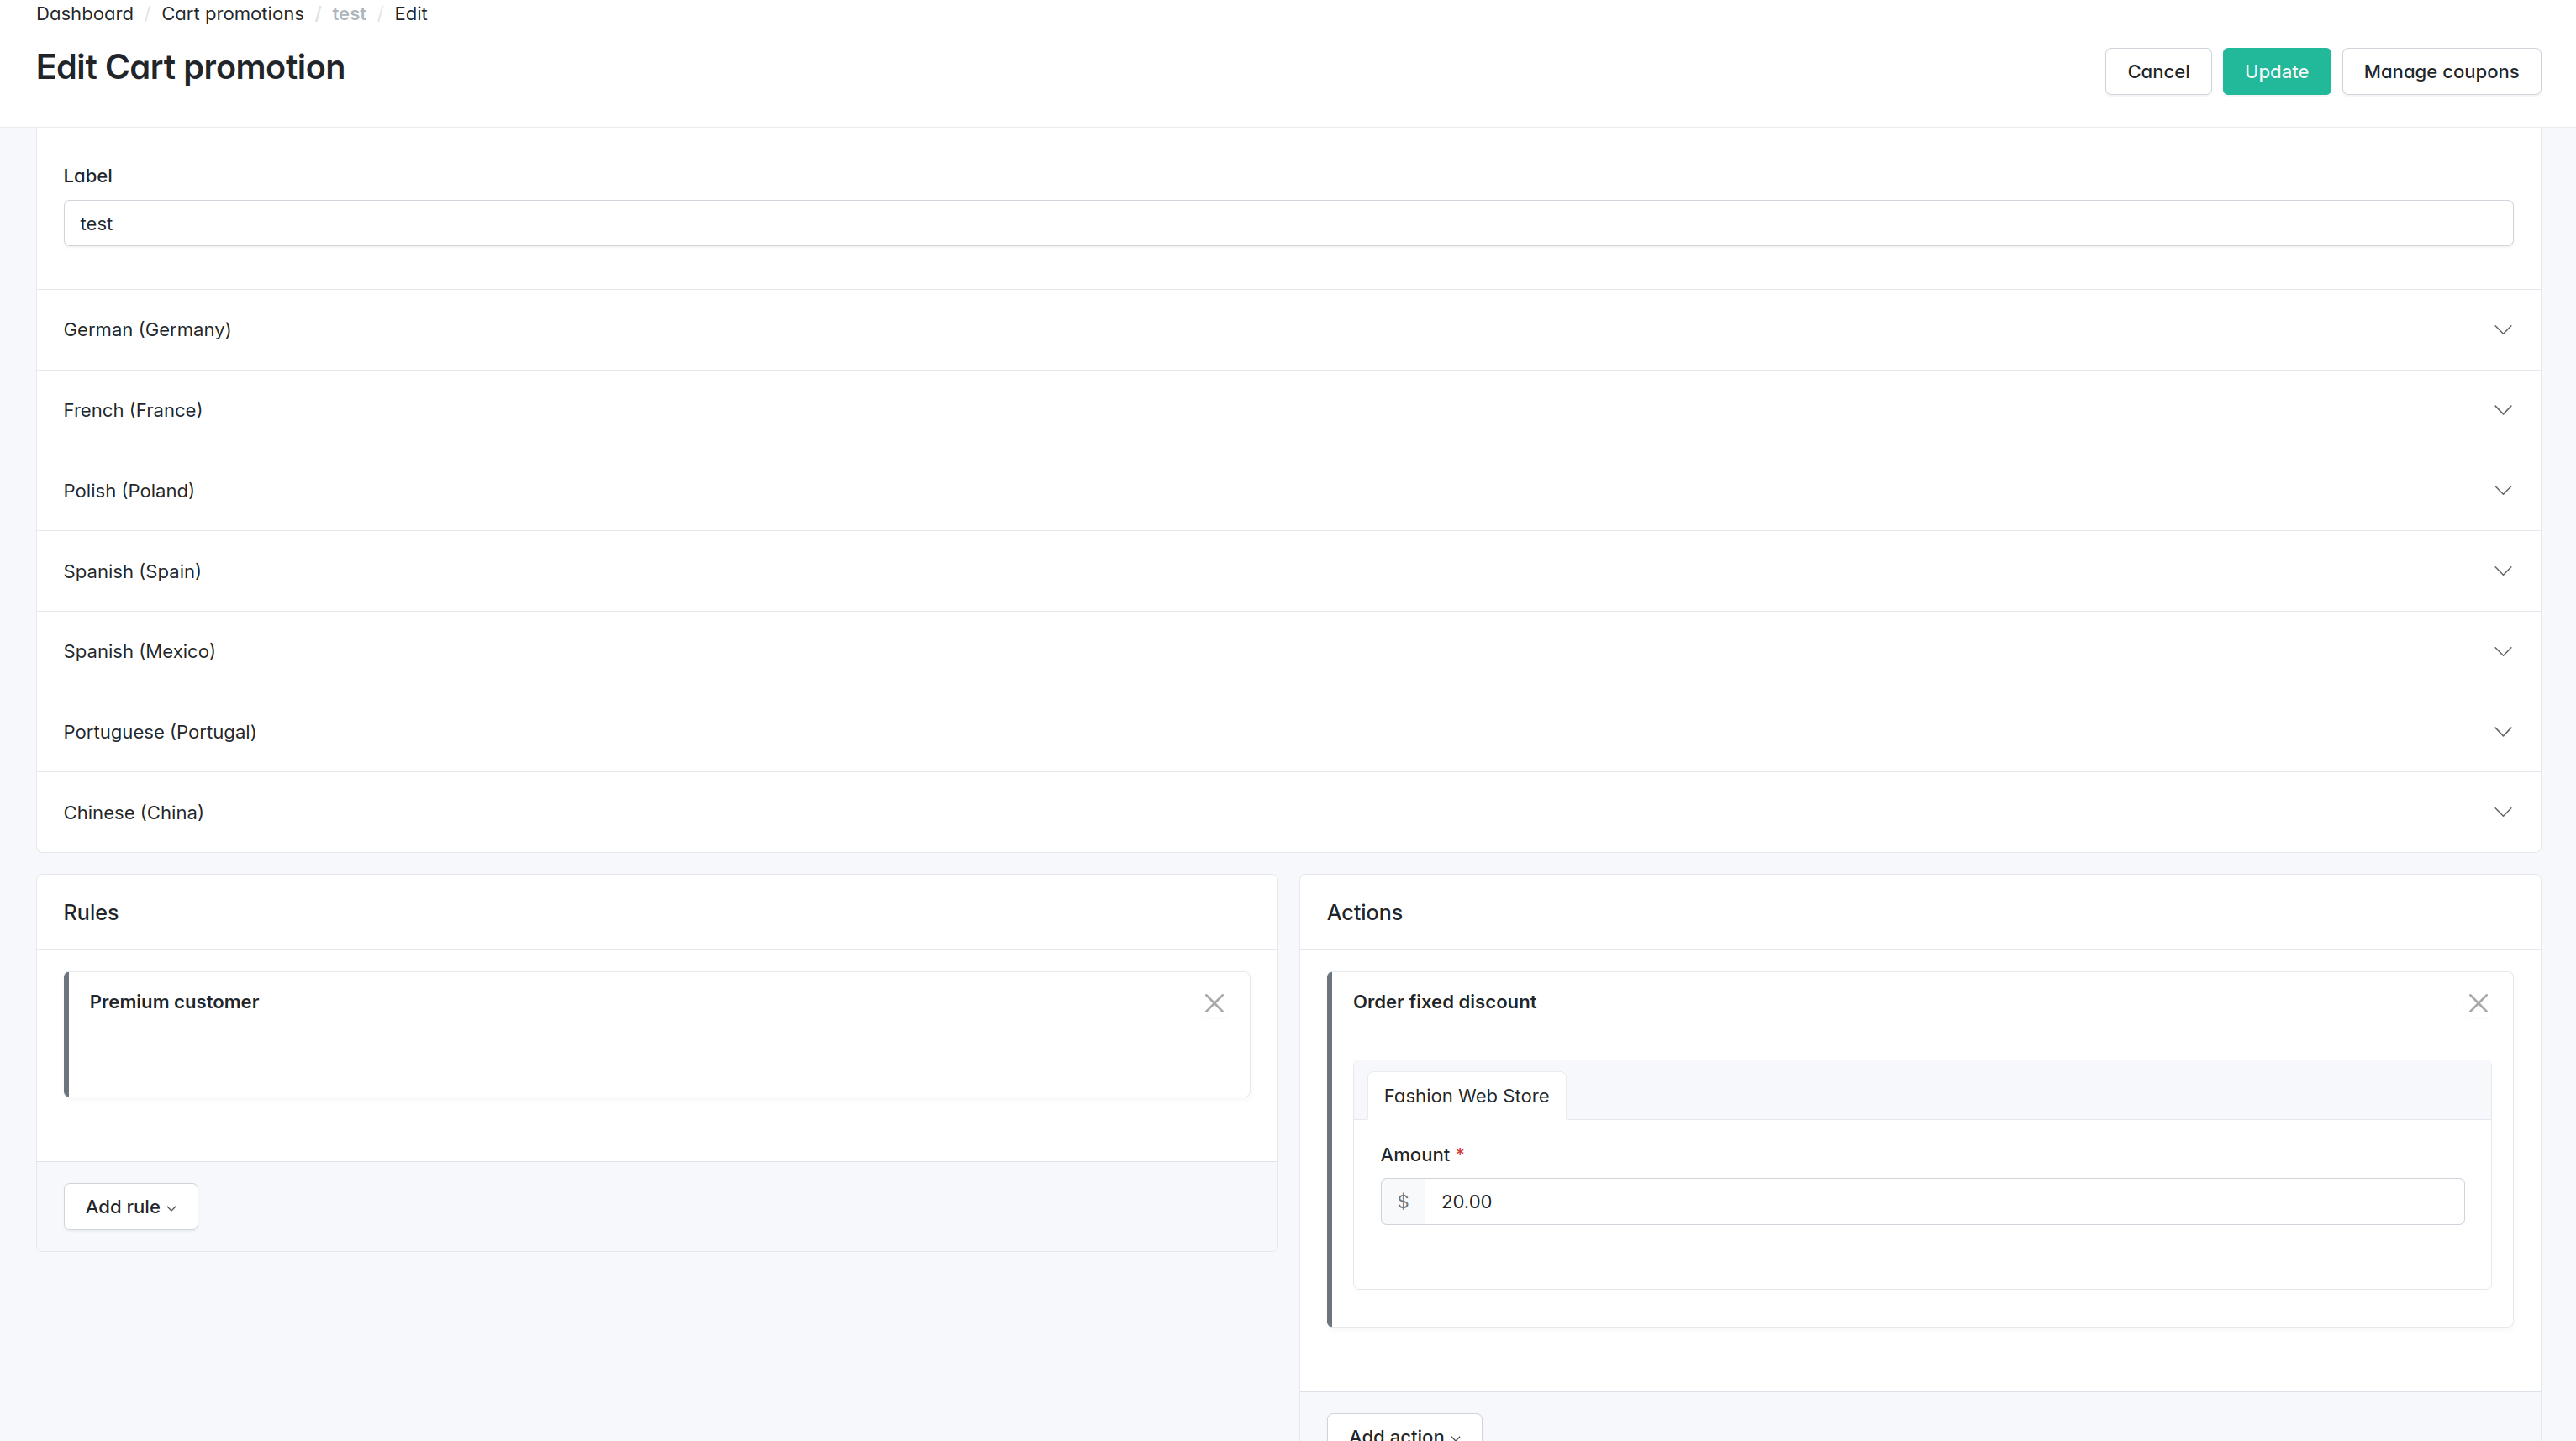 Dashboard / Cart promotions / test / Edit
Edit Cart promotion
Cancel
Update
Manage coupons
Label
test
German (Germany)
French (France)
Polish (Poland)
Spanish (Spain)
Spanish (Mexico)
Portuguese (Portugal)
Chinese (China)
Rules
Premium customer
Add rule
Actions
Order fixed discount
Fashion Web Store
Amount *
$ 20.00
Add action